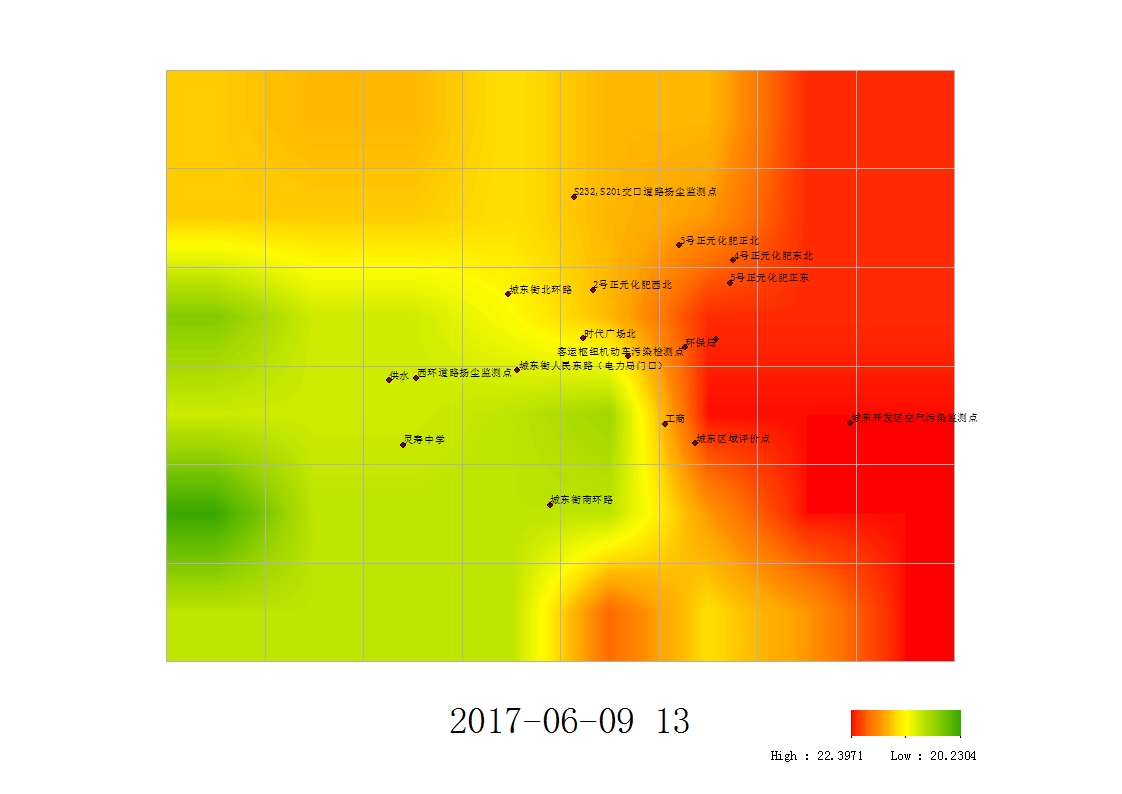 S232,S201交口道路扬尘监测点
3号正元化肥正北
4号正元化肥东北
5号正元化肥正东
2号正元化肥西北
城东街北环路
时代广场北
环保局
客运枢纽机动车污染检测点
城东街人民东路（电力局门口）
西环道路扬尘监测点
供水
城东开发区空气污染监测点
工商
城东区域评价点
灵寿中学
城东街南环路
2017-06-09 13
High : 22.3971 Low : 20.2304